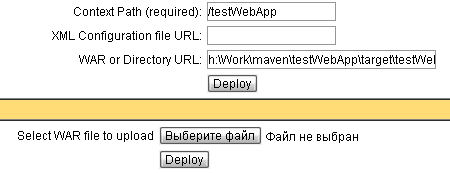 Context Path (required): /testWebApp
XML Configuration file URL:
WAR or Directory URL: h:\Work\maven\testWebApp\target\testWel
Deploy
Select WAR file to upload Выберите файл Файл не выбран
Deploy